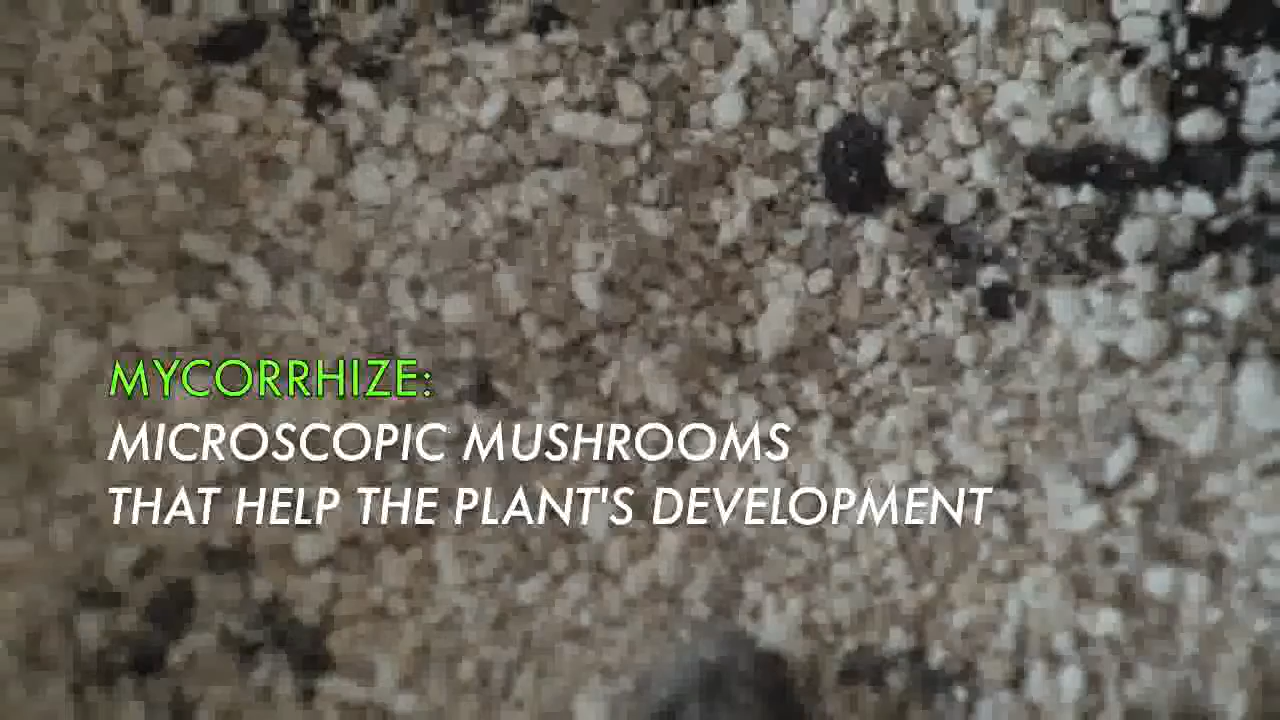 MYCORRHIZE:
MICROSCOPIC MUSHROOMS
THAT HELP THE PLANT'S DEVELOPMENT